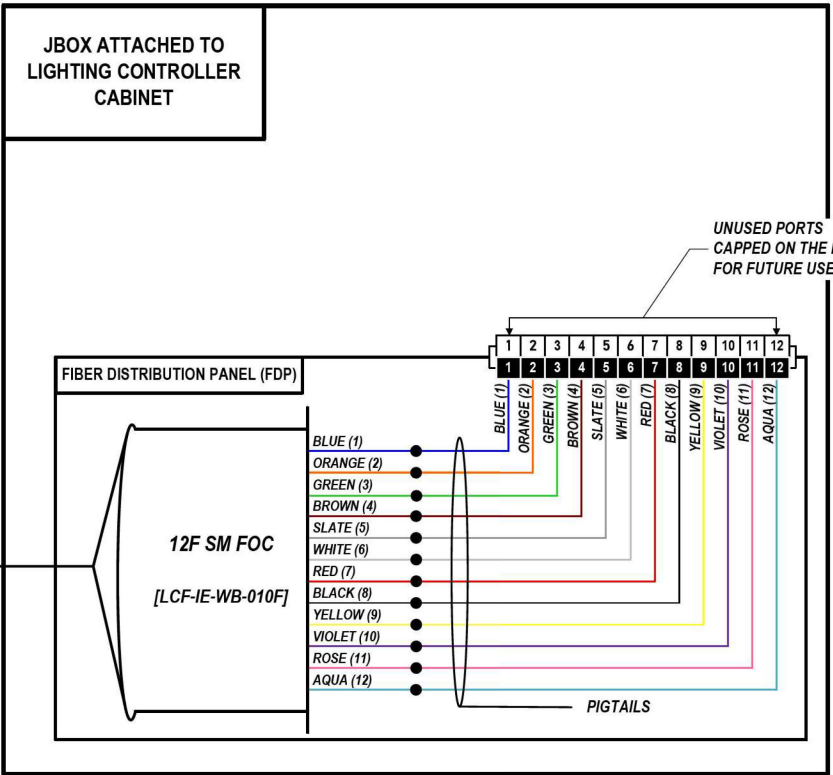 JBOX ATTACHED TO
LIGHTING CONTROLLER
CABINET
UNUSED PORTS
CAPPED ON THE
FOR FUTURE USE
1 2 3 4 5 6 7 8 9 10 11 12
1 2 3 4 5 6 7 8 9 10 11 12
FIBER DISTRIBUTION PANEL (FDP)
BLUE (1)
ORANGE (2)
GREEN (3)
BROWN (4)
SLATE (5)
WHITE (6)
RED (7)
BLACK (8)
YELLOW (9)
VIOLET (10)
ROSE (11)
AQUA (12)
BLUE (1)
ORANGE (2)
GREEN (3)
BROWN (4)
SLATE (5)
WHITE (6)
RED (7)
BLACK (8)
YELLOW (9)
VIOLET (10)
ROSE (11)
AQUA (12)
12F SM FOC
[LCF-IE-WB-010F]
PIGTAILS